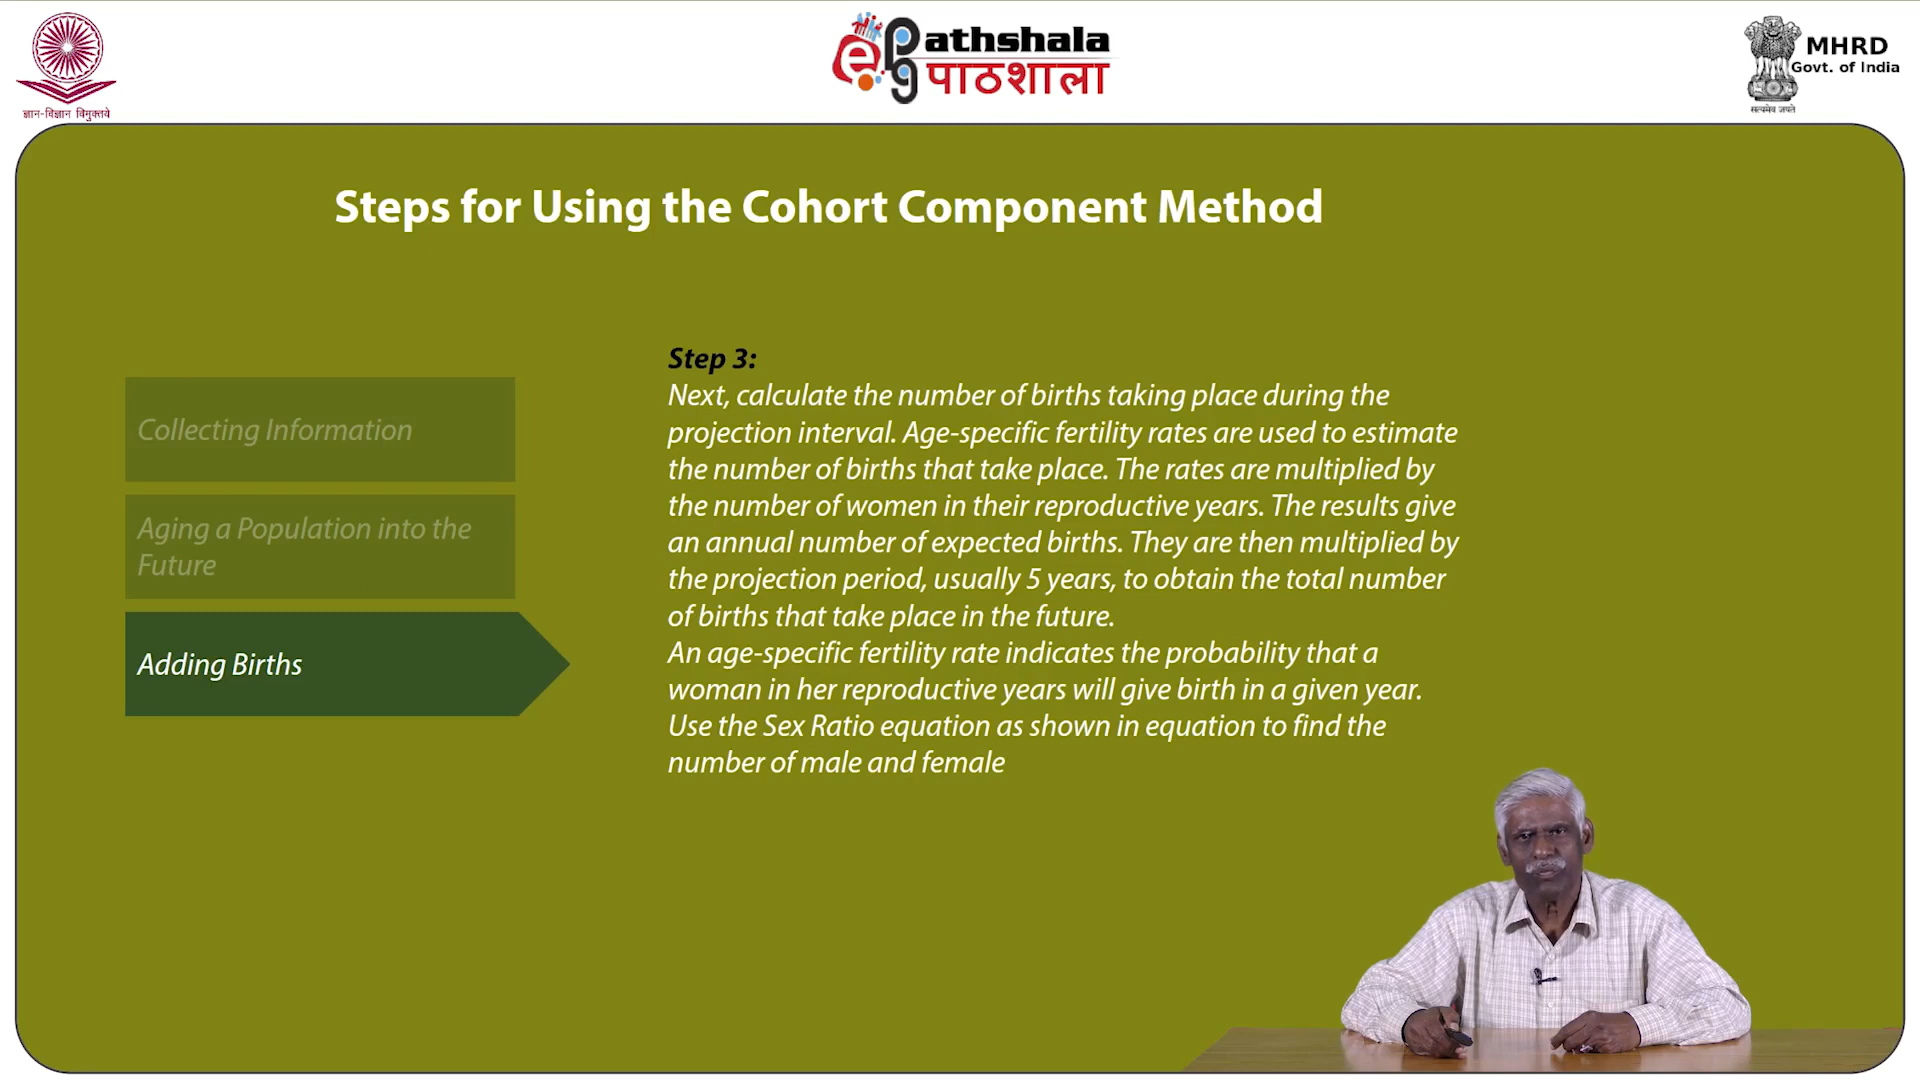 ज्ञान-विज्ञान विमुक्तये
e PG athshala
पाठशाला
MHRD
Govt. of India
सत्यमेव जयते
Steps for Using the Cohort Component Method
Collecting Information
Aging a Population into the
Future
Adding Births
Step 3:
Next, calculate the number of births taking place during the
projection interval. Age-specific fertility rates are used to estimate
the number of births that take place. The rates are multiplied by
the number of women in their reproductive years. The results give
an annual number of expected births. They are then multiplied by
the projection period, usually 5 years, to obtain the total number
of births that take place in the future.
An age-specific fertility rate indicates the probability that a
woman in her reproductive years will give birth in a given year.
Use the Sex Ratio equation as shown in equation to find the
number of male and female